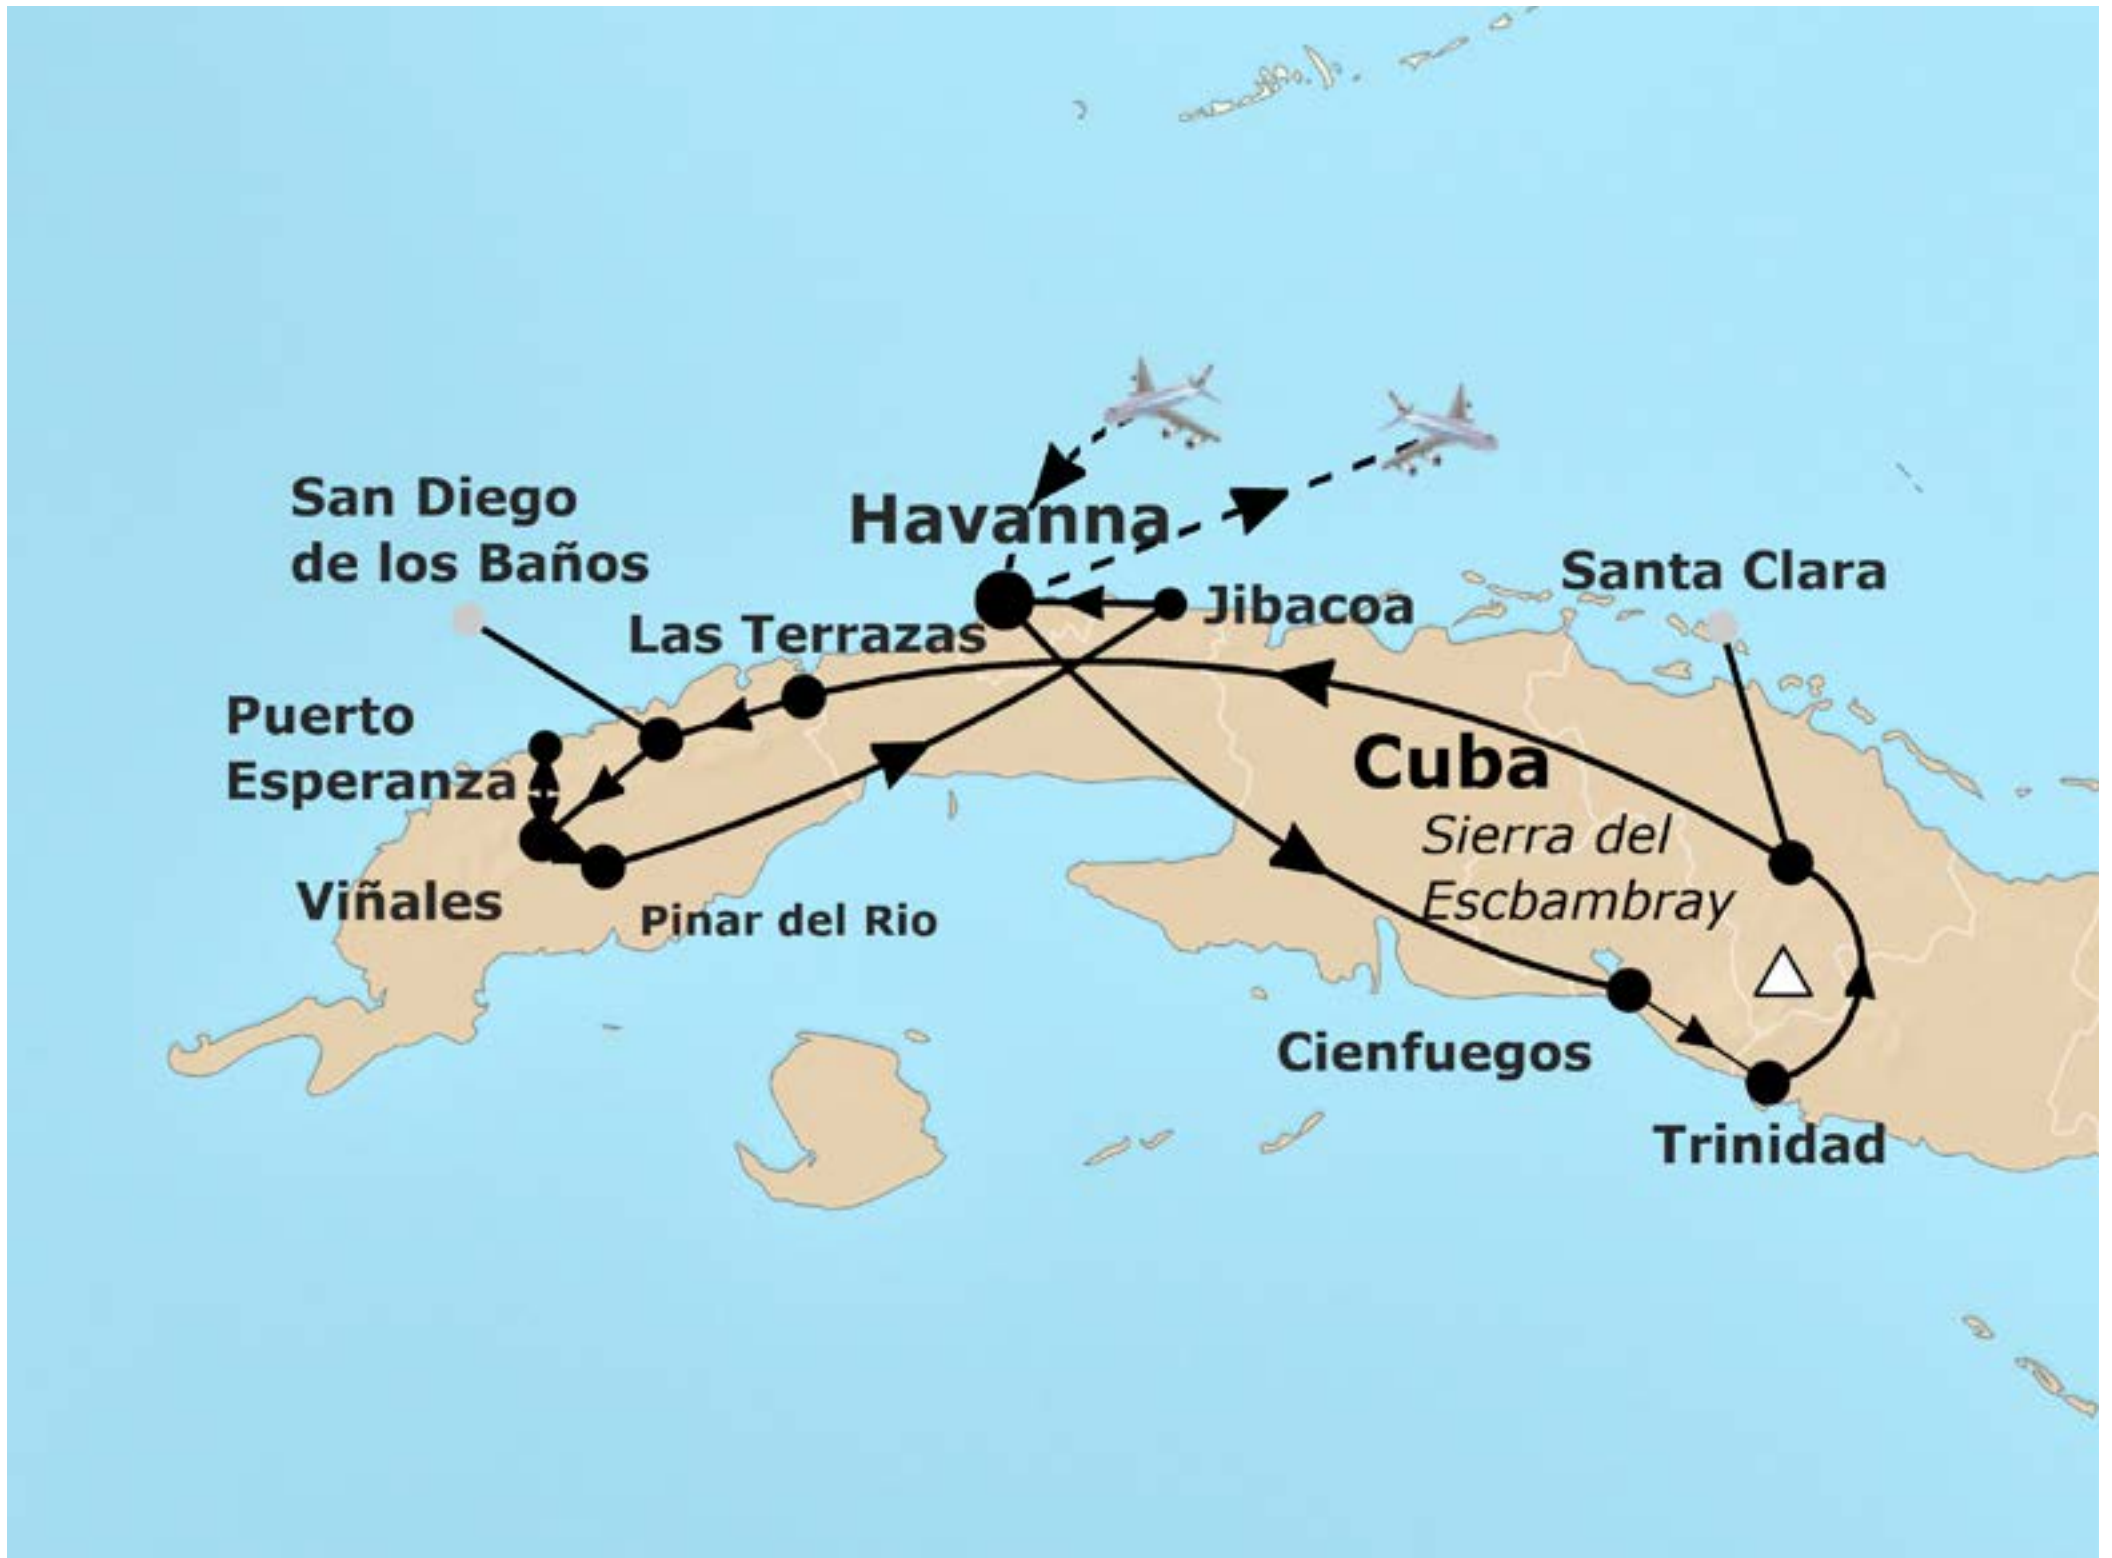 San Diego
de los Baños
Havanna
Santa Clara
Jibacoa
Las Terrazas
Puerto
Esperanza
Cuba
Sierra del
Escbambray
Viñales
Pinar del Rio
Cienfuegos
Trinidad